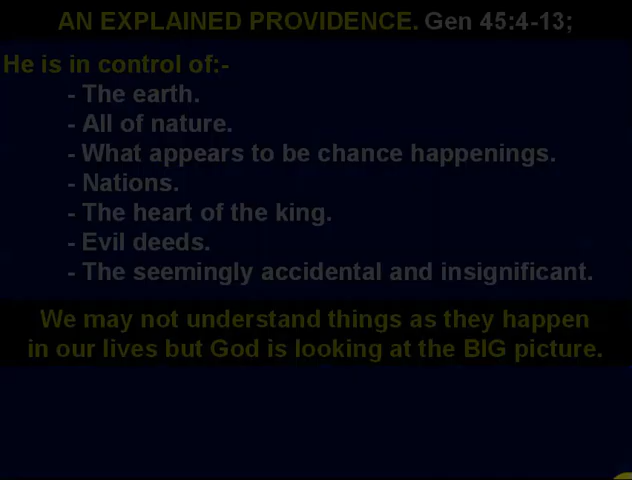 AN EXPLAINED PROVIDENCE. Gen 45:4-13;
He is in control of:-
- The earth.
- All of nature.
- What appears to be chance happenings.
- Nations.
- The heart of the king.
- Evil deeds.
- The seemingly accidental and insignificant.
We may not understand things as they happen
in our lives but God is looking at the BIG picture.